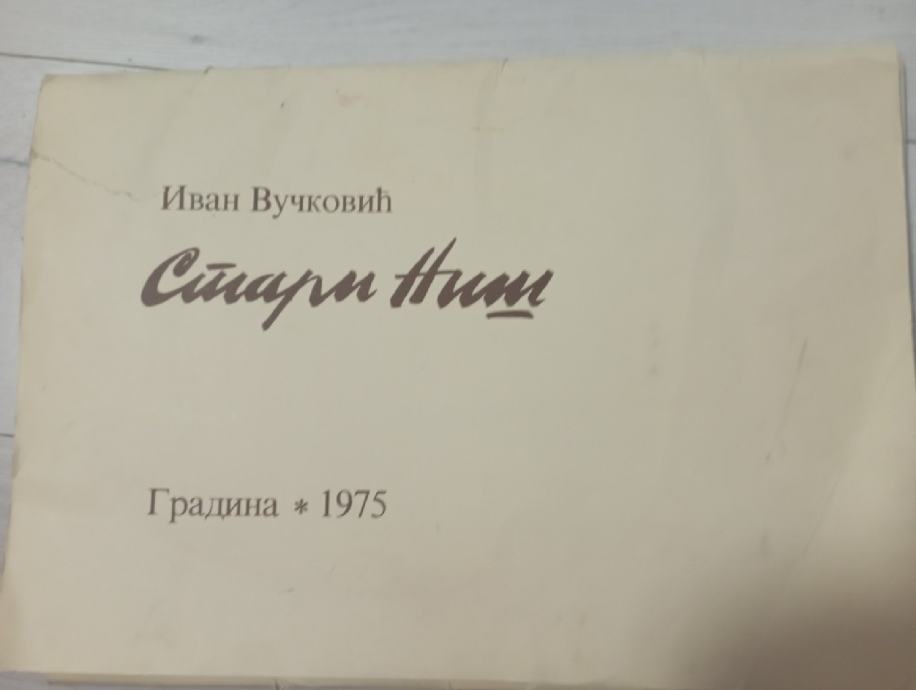 Иван Вучковић
Стари Ниш
Градина * 1975